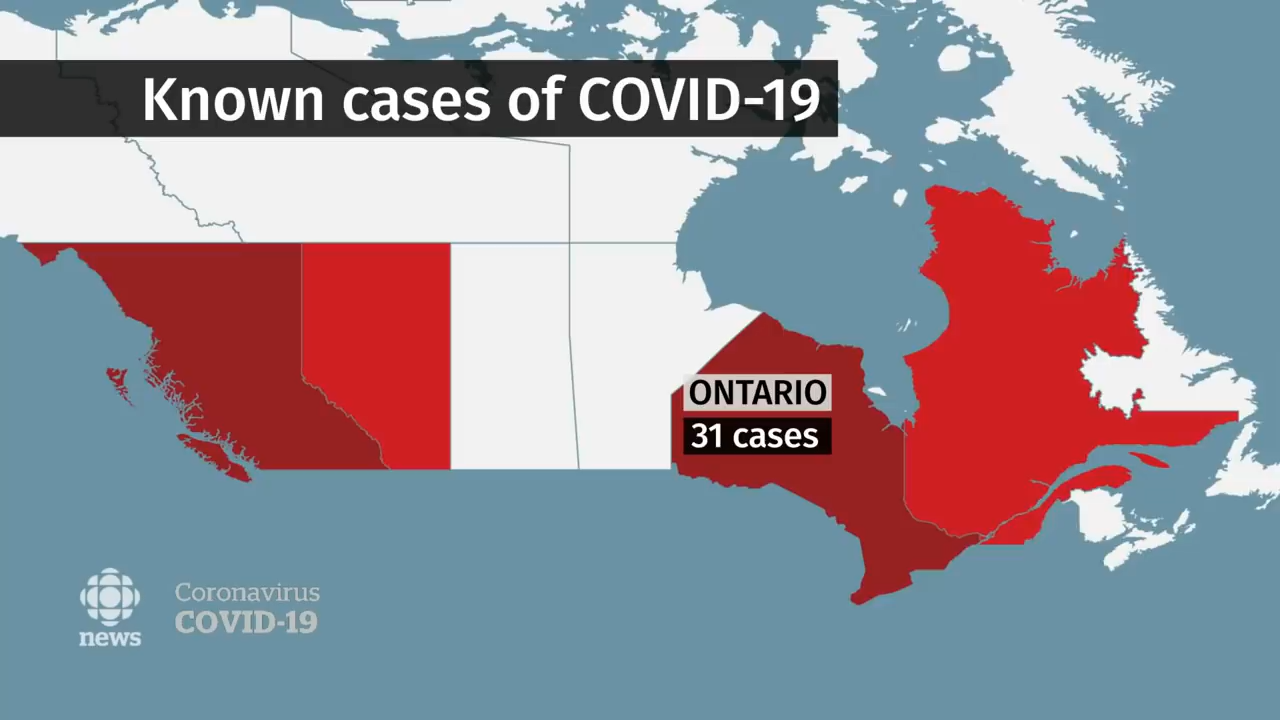 Known cases of COVID-19
ONTARIO
31 cases
Coronavirus
COVID-19
news